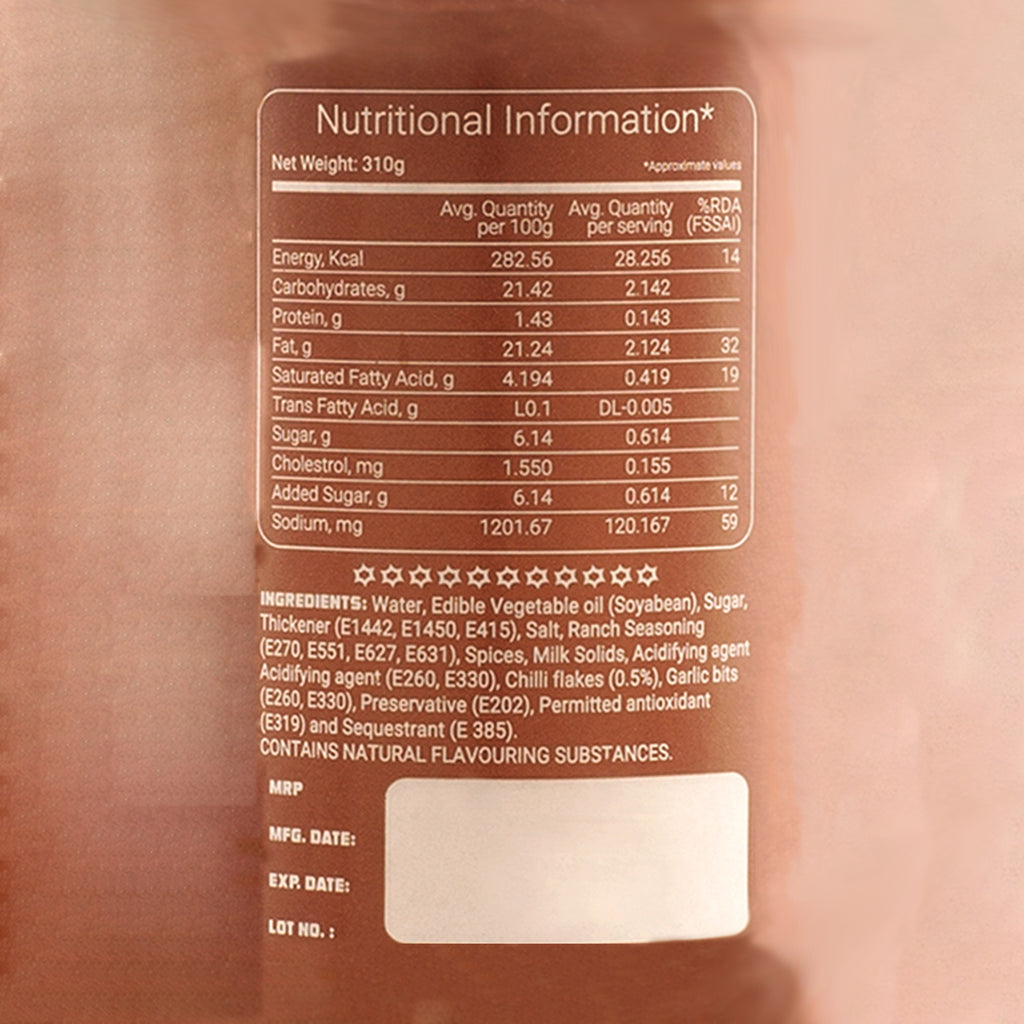 Nutritional Information*
Net Weight: 310g *Approximate values
Avg. Quantity per 100g Avg. Quantity per serving %RDA (FSSAI)
Energy, Kcal 282.56 28.256 14
Carbohydrates, g 21.42 2.142
Protein, g 1.43 0.143
Fat, g 21.24 2.124 32
Saturated Fatty Acid, g 4.194 0.419 19
Trans Fatty Acid, g L0.1 DL-0.005
Sugar, g 6.14 0.614
Cholestrol, mg 1.550 0.155
Added Sugar, g 6.14 0.614 12
Sodium, mg 1201.67 120.167 59
INGREDIENTS: Water, Edible Vegetable oil (Soyabean), Sugar,
Thickener (E1442, E1450, E415), Salt, Ranch Seasoning
(E270, E551, E627, E631), Spices, Milk Solids, Acidifying agent
Acidifying agent (E260, E330), Chilli flakes (0.5%), Garlic bits
(E260, E330), Preservative (E202), Permitted antioxidant
(E319) and Sequestrant (E 385).
CONTAINS NATURAL FLAVOURING SUBSTANCES.
MRP
MFG. DATE:
EXP. DATE:
LOT NO. :